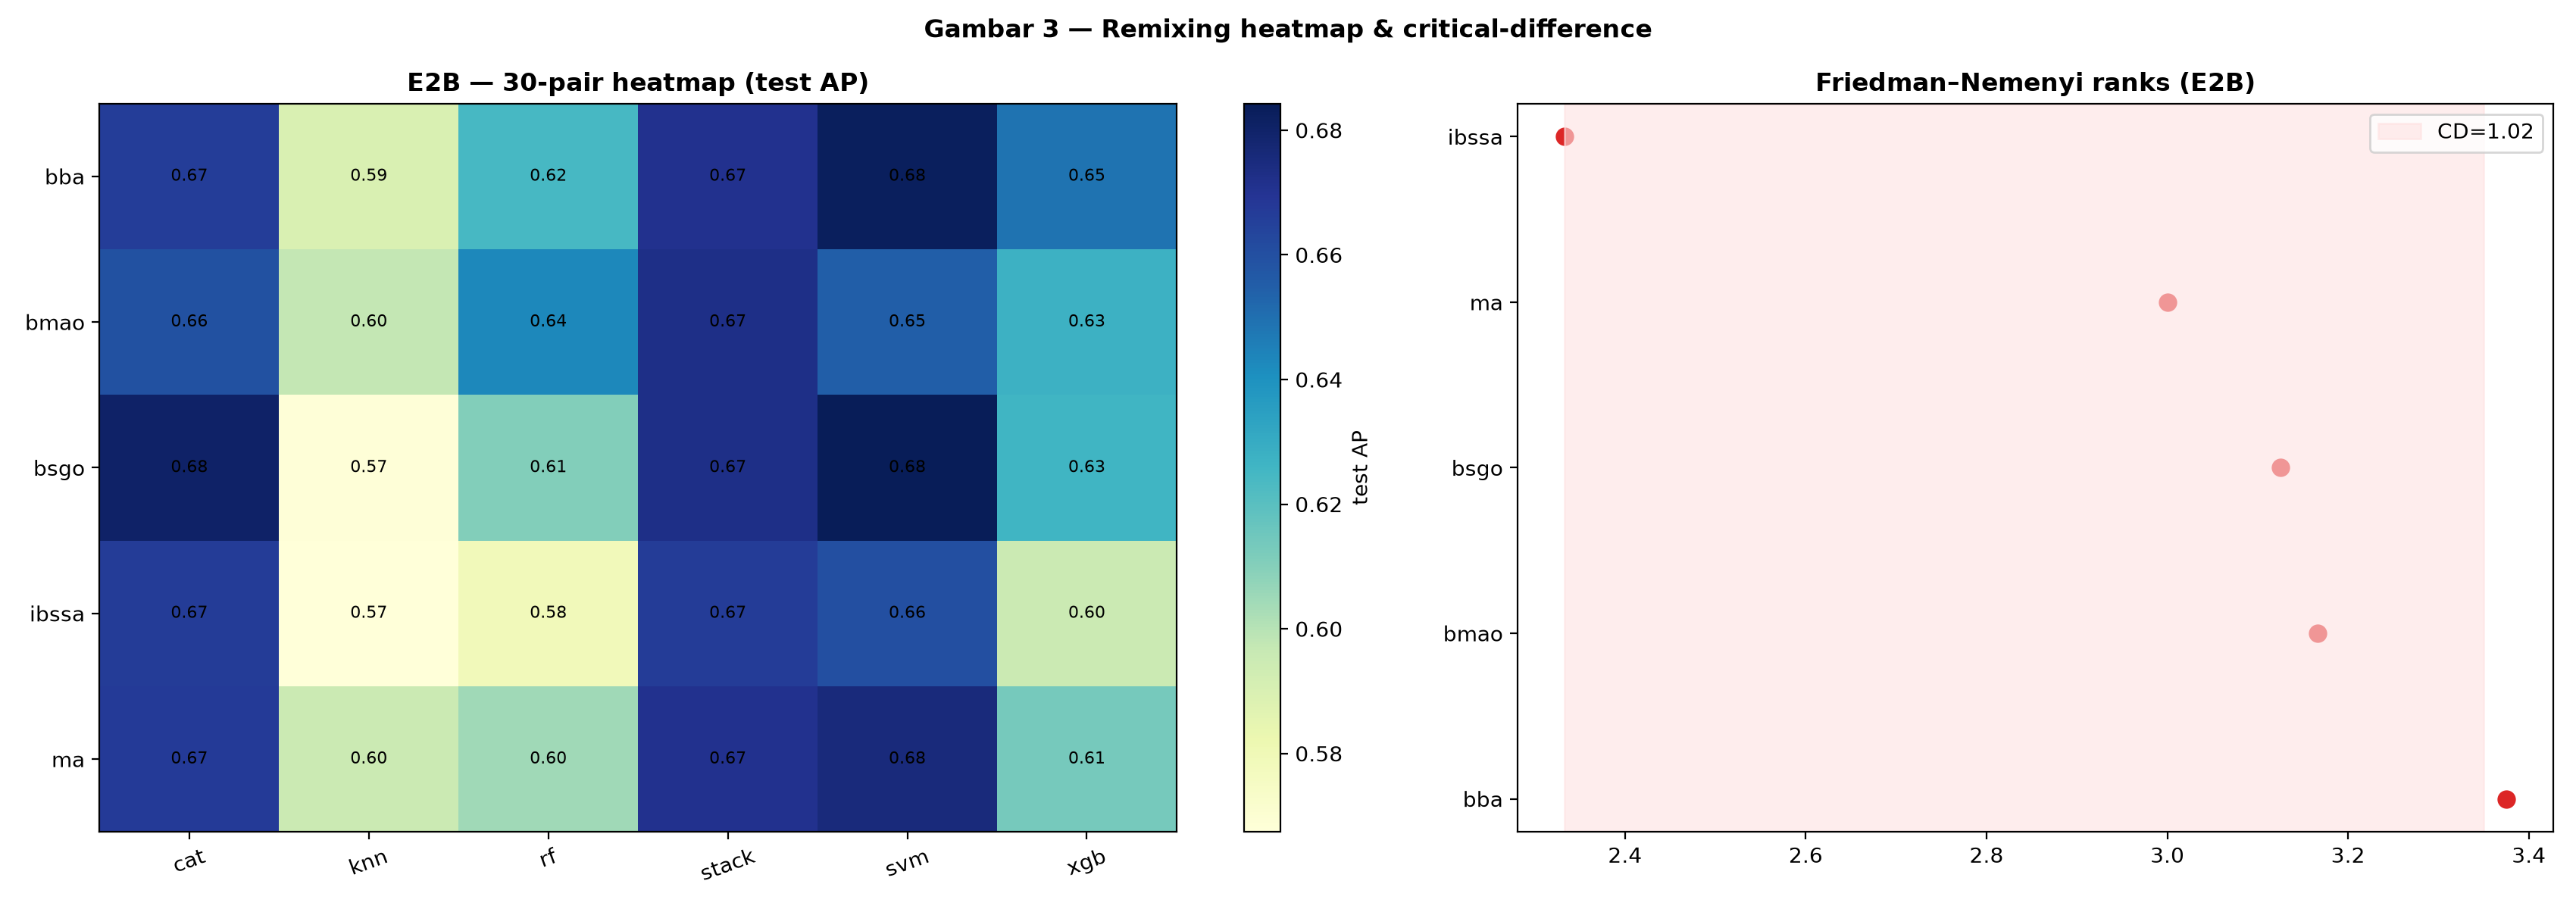 Gambar 3 — Remixing heatmap & critical-difference
E2B — 30-pair heatmap (test AP)
bba 0.67 0.59 0.62 0.67 0.68 0.65
bmao 0.66 0.60 0.64 0.67 0.65 0.63
bsgo 0.68 0.57 0.61 0.67 0.68 0.63
ibssa 0.67 0.57 0.58 0.67 0.66 0.60
ma 0.67 0.60 0.60 0.67 0.68 0.61
cat knn rf stack svm xgb
0.68
0.66
0.64
0.62
0.60
0.58
test AP
Friedman–Nemenyi ranks (E2B)
CD=1.02
ibssa
ma
bsgo
bmao
bba
2.4 2.6 2.8 3.0 3.2 3.4